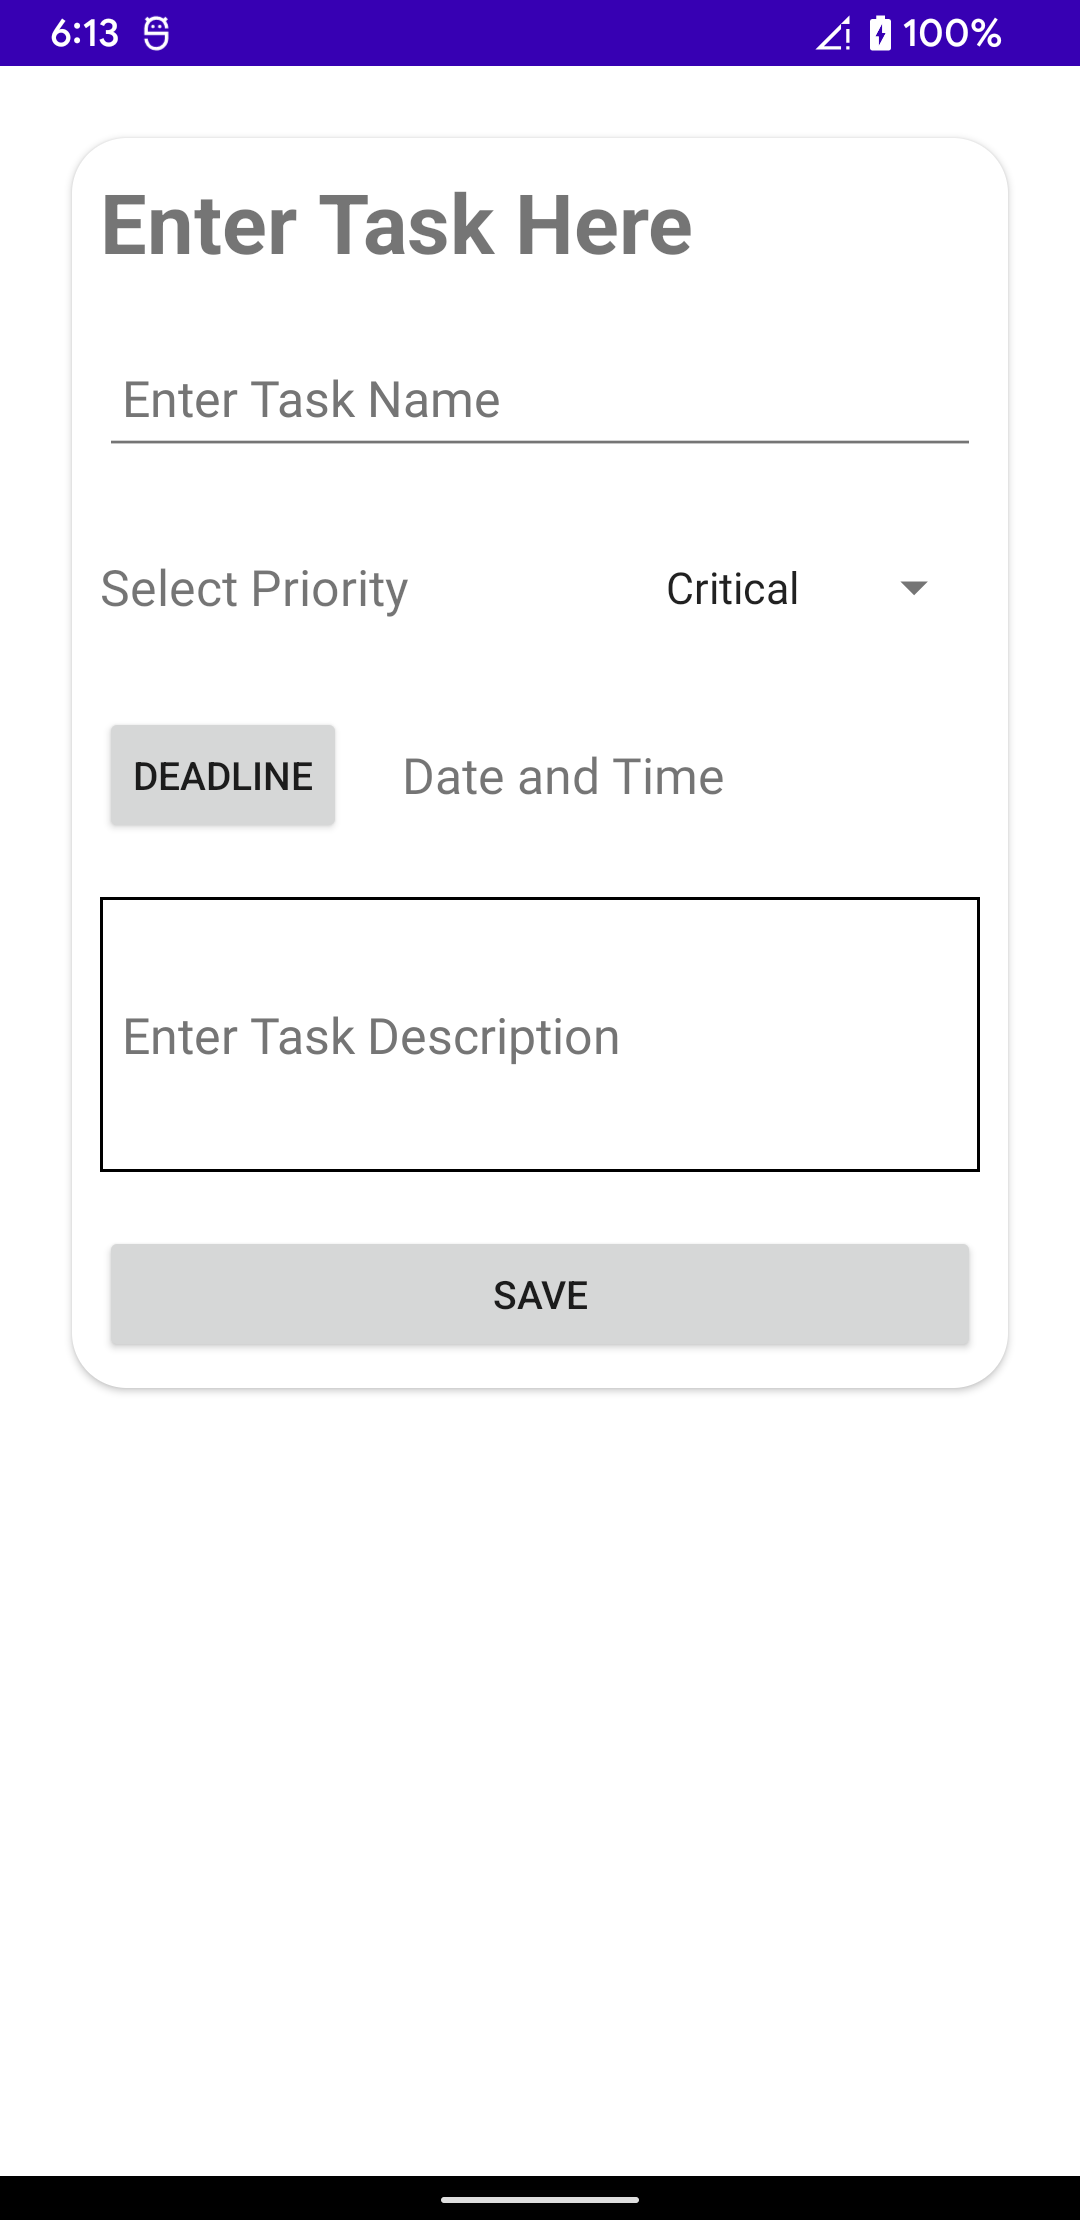 6:13 100%
Enter Task Here
Enter Task Name
Select Priority Critical
DEADLINE Date and Time
Enter Task Description
SAVE